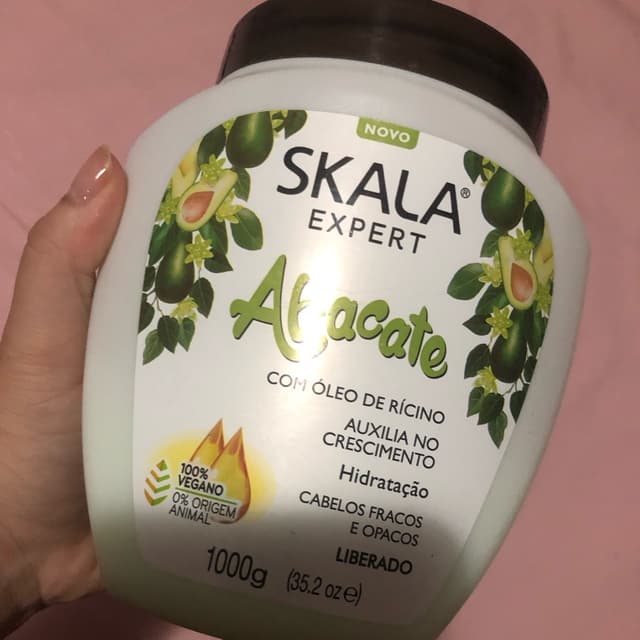 NOVO
SKALA®
EXPERT
Abacate
COM ÓLEO DE RÍCINO
AUXILIA NO
CRESCIMENTO
Hidratação
CABELOS FRACOS
E OPACOS
LIBERADO
100%
VEGANO
0% ORIGEM
ANIMAL
1000g (35.2 oz℮)